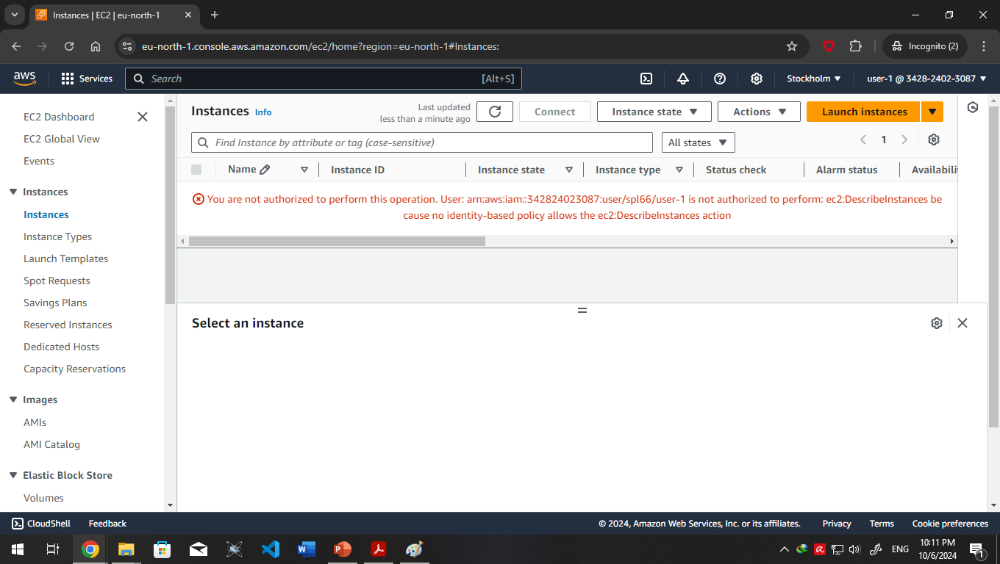 Instances | EC2 | eu-north-1
eu-north-1.console.aws.amazon.com/ec2/home?region=eu-north-1#Instances:
Incognito (2)
aws
Services
Search
[Alt+S]
Stockholm
user-1 @ 3428-2402-3087
EC2 Dashboard
EC2 Global View
Events
Instances
Instances
Instance Types
Launch Templates
Spot Requests
Savings Plans
Reserved Instances
Dedicated Hosts
Capacity Reservations
Images
AMIs
AMI Catalog
Elastic Block Store
Volumes
Instances Info
Last updated
less than a minute ago
Connect
Instance state
Actions
Launch instances
Find Instance by attribute or tag (case-sensitive)
All states
1
Name
Instance ID
Instance state
Instance type
Status check
Alarm status
Availabili
You are not authorized to perform this operation. User: arn:aws:iam::342824023087:user/spl66/user-1 is not authorized to perform: ec2:DescribeInstances be
cause no identity-based policy allows the ec2:DescribeInstances action
Select an instance
CloudShell
Feedback
© 2024, Amazon Web Services, Inc. or its affiliates.
Privacy
Terms
Cookie preferences
ENG
10:11 PM
10/6/2024
1